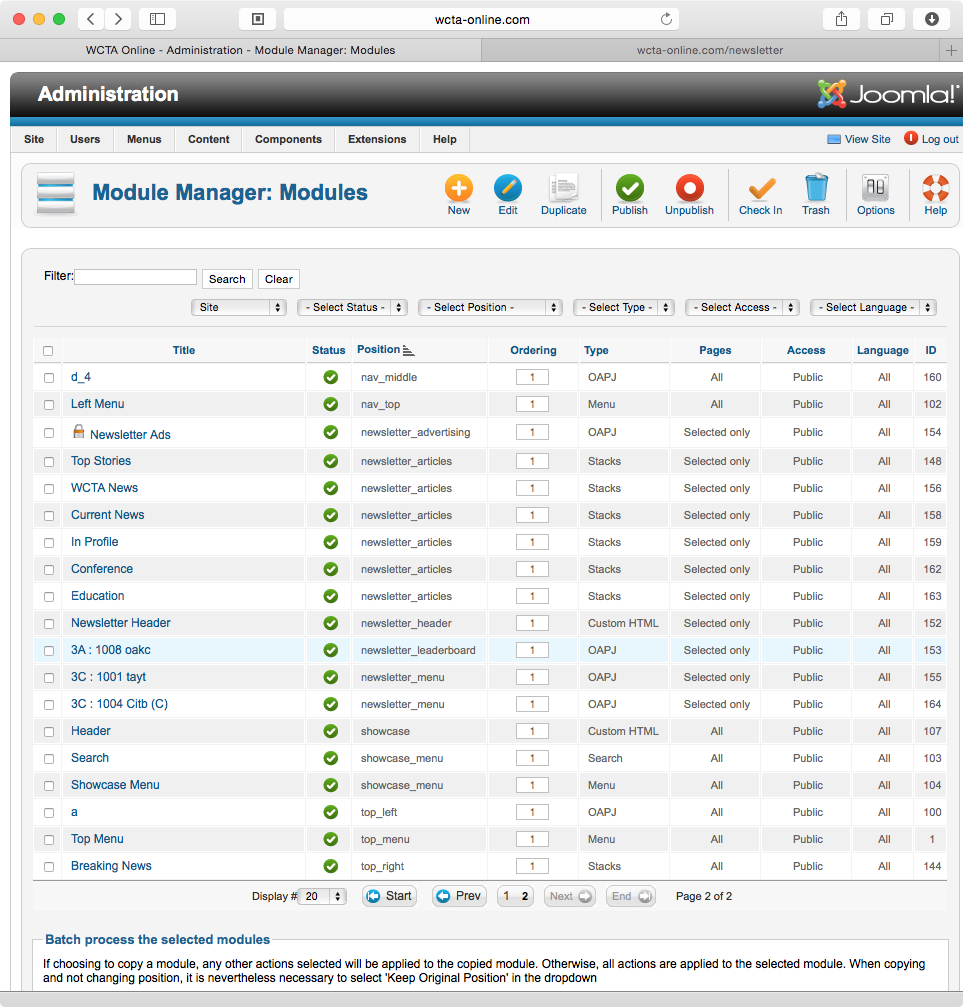 wcta-online.com
WCTA Online - Administration - Module Manager: Modules wcta-online.com/newsletter
Administration Joomla!
Site Users Menus Content Components Extensions Help View Site Log out
Module Manager: Modules New Edit Duplicate Publish Unpublish Check In Trash Options Help
Filter: Search Clear
Site - Select Status - - Select Position - - Select Type - - Select Access - - Select Language -
Title Status Position Ordering Type Pages Access Language ID
d_4 nav_middle 1 OAPJ All Public All 160
Left Menu nav_top 1 Menu All Public All 102
Newsletter Ads newsletter_advertising 1 OAPJ Selected only Public All 154
Top Stories newsletter_articles 1 Stacks Selected only Public All 148
WCTA News newsletter_articles 1 Stacks Selected only Public All 156
Current News newsletter_articles 1 Stacks Selected only Public All 158
In Profile newsletter_articles 1 Stacks Selected only Public All 159
Conference newsletter_articles 1 Stacks Selected only Public All 162
Education newsletter_articles 1 Stacks Selected only Public All 163
Newsletter Header newsletter_header 1 Custom HTML Selected only Public All 152
3A : 1008 oakc newsletter_leaderboard 1 OAPJ Selected only Public All 153
3C : 1001 tayt newsletter_menu 1 OAPJ Selected only Public All 155
3C : 1004 Citb (C) newsletter_menu 1 OAPJ Selected only Public All 164
Header showcase 1 Custom HTML All Public All 107
Search showcase_menu 1 Search All Public All 103
Showcase Menu showcase_menu 1 Menu All Public All 104
a top_left 1 OAPJ All Public All 100
Top Menu top_menu 1 Menu All Public All 1
Breaking News top_right 1 Stacks All Public All 144
Display # 20 Start Prev 1 2 Next End Page 2 of 2
Batch process the selected modules
If choosing to copy a module, any other actions selected will be applied to the copied module. Otherwise, all actions are applied to the selected module. When copying
and not changing position, it is nevertheless necessary to select 'Keep Original Position' in the dropdown